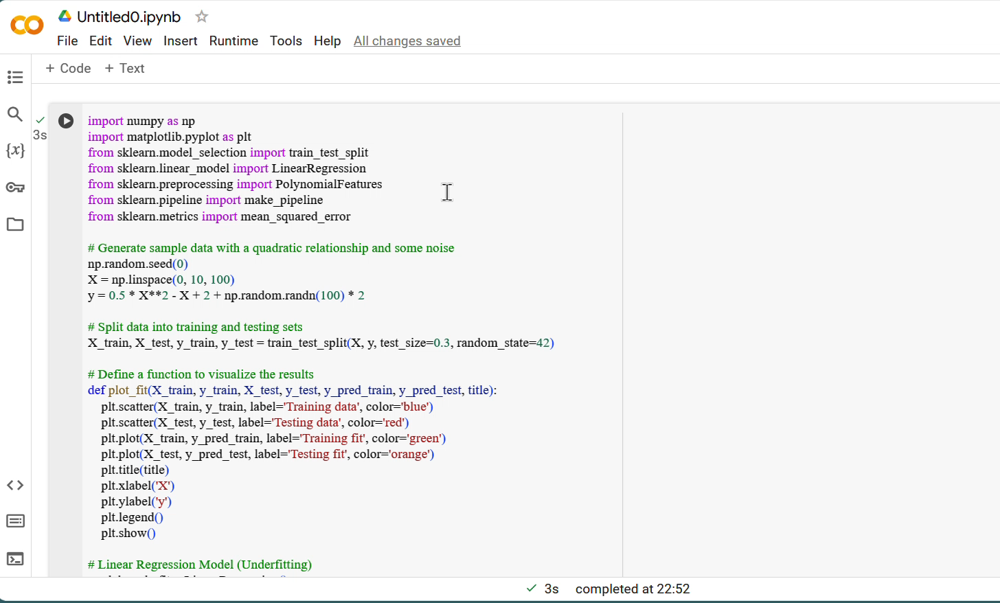 Untitled0.ipynb
File Edit View Insert Runtime Tools Help All changes saved
+ Code + Text
3s
import numpy as np
import matplotlib.pyplot as plt
from sklearn.model_selection import train_test_split
from sklearn.linear_model import LinearRegression
from sklearn.preprocessing import PolynomialFeatures
from sklearn.pipeline import make_pipeline
from sklearn.metrics import mean_squared_error
# Generate sample data with a quadratic relationship and some noise
np.random.seed(0)
X = np.linspace(0, 10, 100)
y = 0.5 * X**2 - X + 2 + np.random.randn(100) * 2
# Split data into training and testing sets
X_train, X_test, y_train, y_test = train_test_split(X, y, test_size=0.3, random_state=42)
# Define a function to visualize the results
def plot_fit(X_train, y_train, X_test, y_test, y_pred_train, y_pred_test, title):
plt.scatter(X_train, y_train, label='Training data', color='blue')
plt.scatter(X_test, y_test, label='Testing data', color='red')
plt.plot(X_train, y_pred_train, label='Training fit', color='green')
plt.plot(X_test, y_pred_test, label='Testing fit', color='orange')
plt.title(title)
plt.xlabel('X')
plt.ylabel('y')
plt.legend()
plt.show()
# Linear Regression Model (Underfitting)
3s completed at 22:52